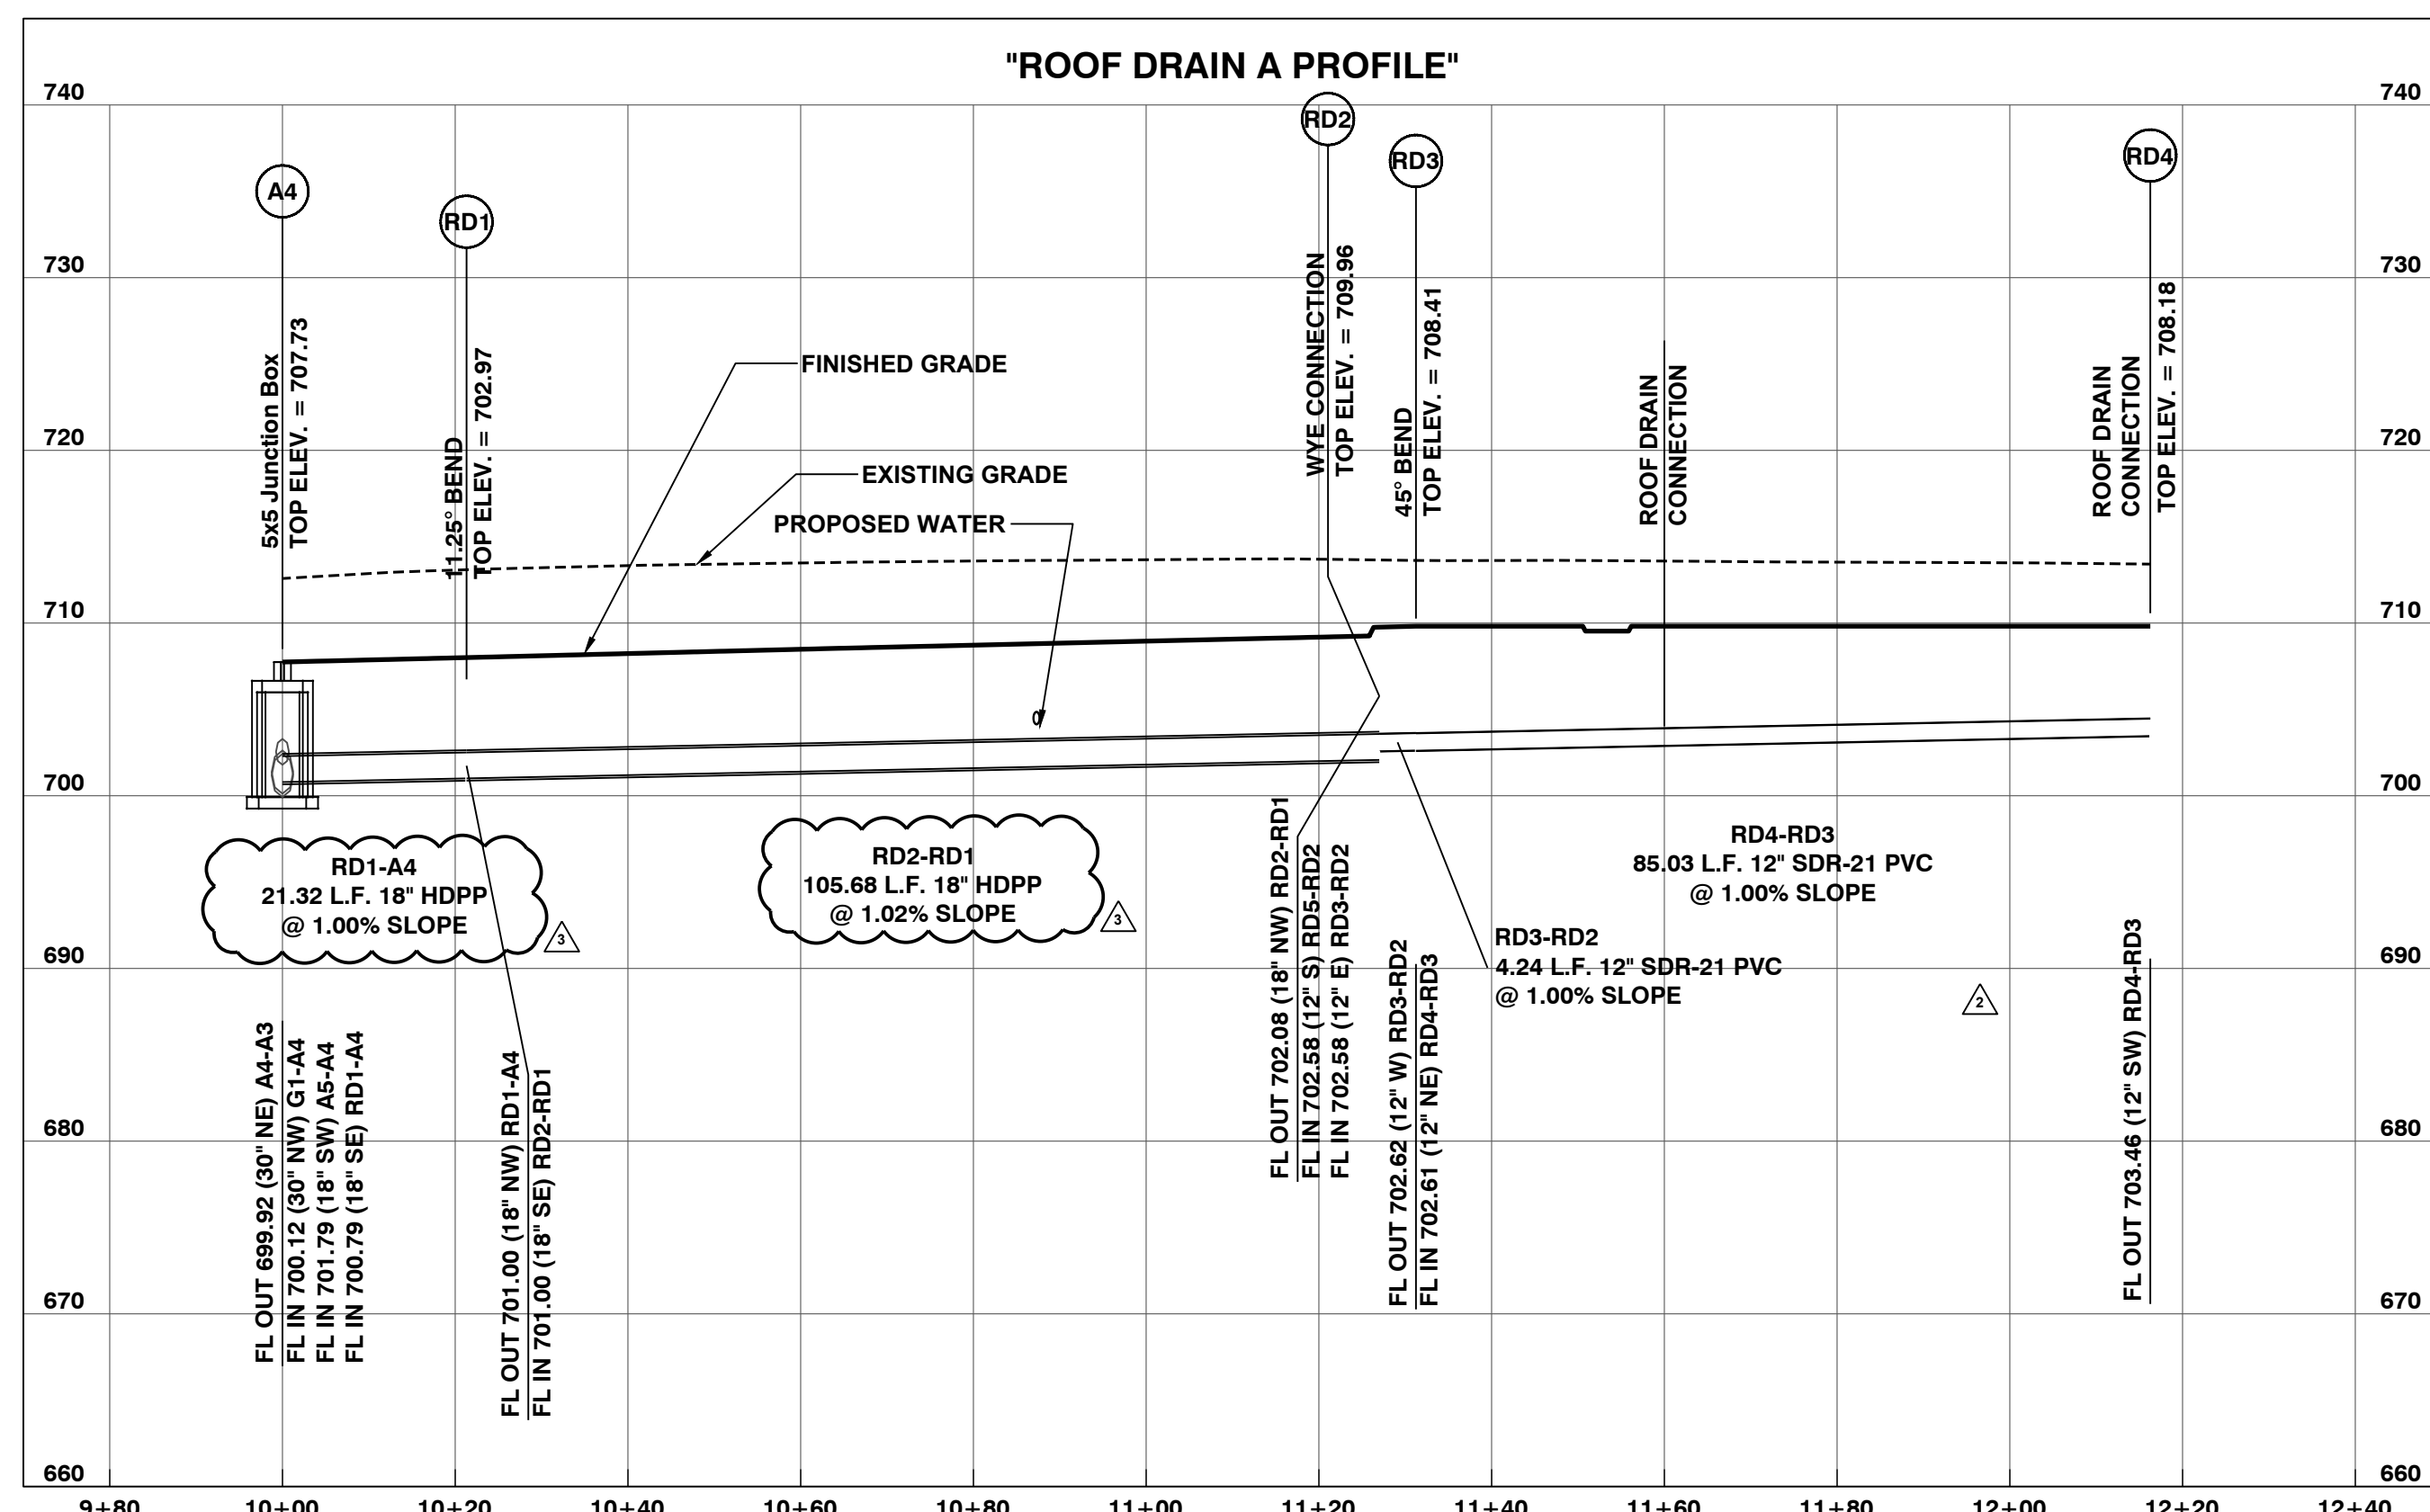 "ROOF DRAIN A PROFILE"
740
740
730
730
720
720
710
710
700
700
690
690
680
680
670
670
660
660
A4
RD1
RD2
RD3
RD4
5x5 Junction Box
TOP ELEV. = 707.73
11.25° BEND
TOP ELEV. = 702.97
WYE CONNECTION
TOP ELEV. = 709.96
45° BEND
TOP ELEV. = 708.41
ROOF DRAIN
CONNECTION
ROOF DRAIN
CONNECTION
TOP ELEV. = 708.18
FINISHED GRADE
EXISTING GRADE
PROPOSED WATER
RD1-A4
21.32 L.F. 18" HDPP
@ 1.00% SLOPE
3
RD2-RD1
105.68 L.F. 18" HDPP
@ 1.02% SLOPE
3
RD4-RD3
85.03 L.F. 12" SDR-21 PVC
@ 1.00% SLOPE
RD3-RD2
4.24 L.F. 12" SDR-21 PVC
@ 1.00% SLOPE
2
FL OUT 699.92 (30" NE) A4-A3
FL IN 700.12 (30" NW) G1-A4
FL IN 701.79 (18" SW) A5-A4
FL IN 700.79 (18" SE) RD1-A4
FL OUT 701.00 (18" NW) RD1-A4
FL IN 701.00 (18" SE) RD2-RD1
FL OUT 702.08 (18" NW) RD2-RD1
FL IN 702.58 (12" S) RD5-RD2
FL IN 702.58 (12" E) RD3-RD2
FL OUT 702.62 (12" W) RD3-RD2
FL IN 702.61 (12" NE) RD4-RD3
FL OUT 703.46 (12" SW) RD4-RD3
9+80 10+00 10+20 10+40 10+60 10+80 11+00 11+20 11+40 11+60 11+80 12+00 12+20 12+40